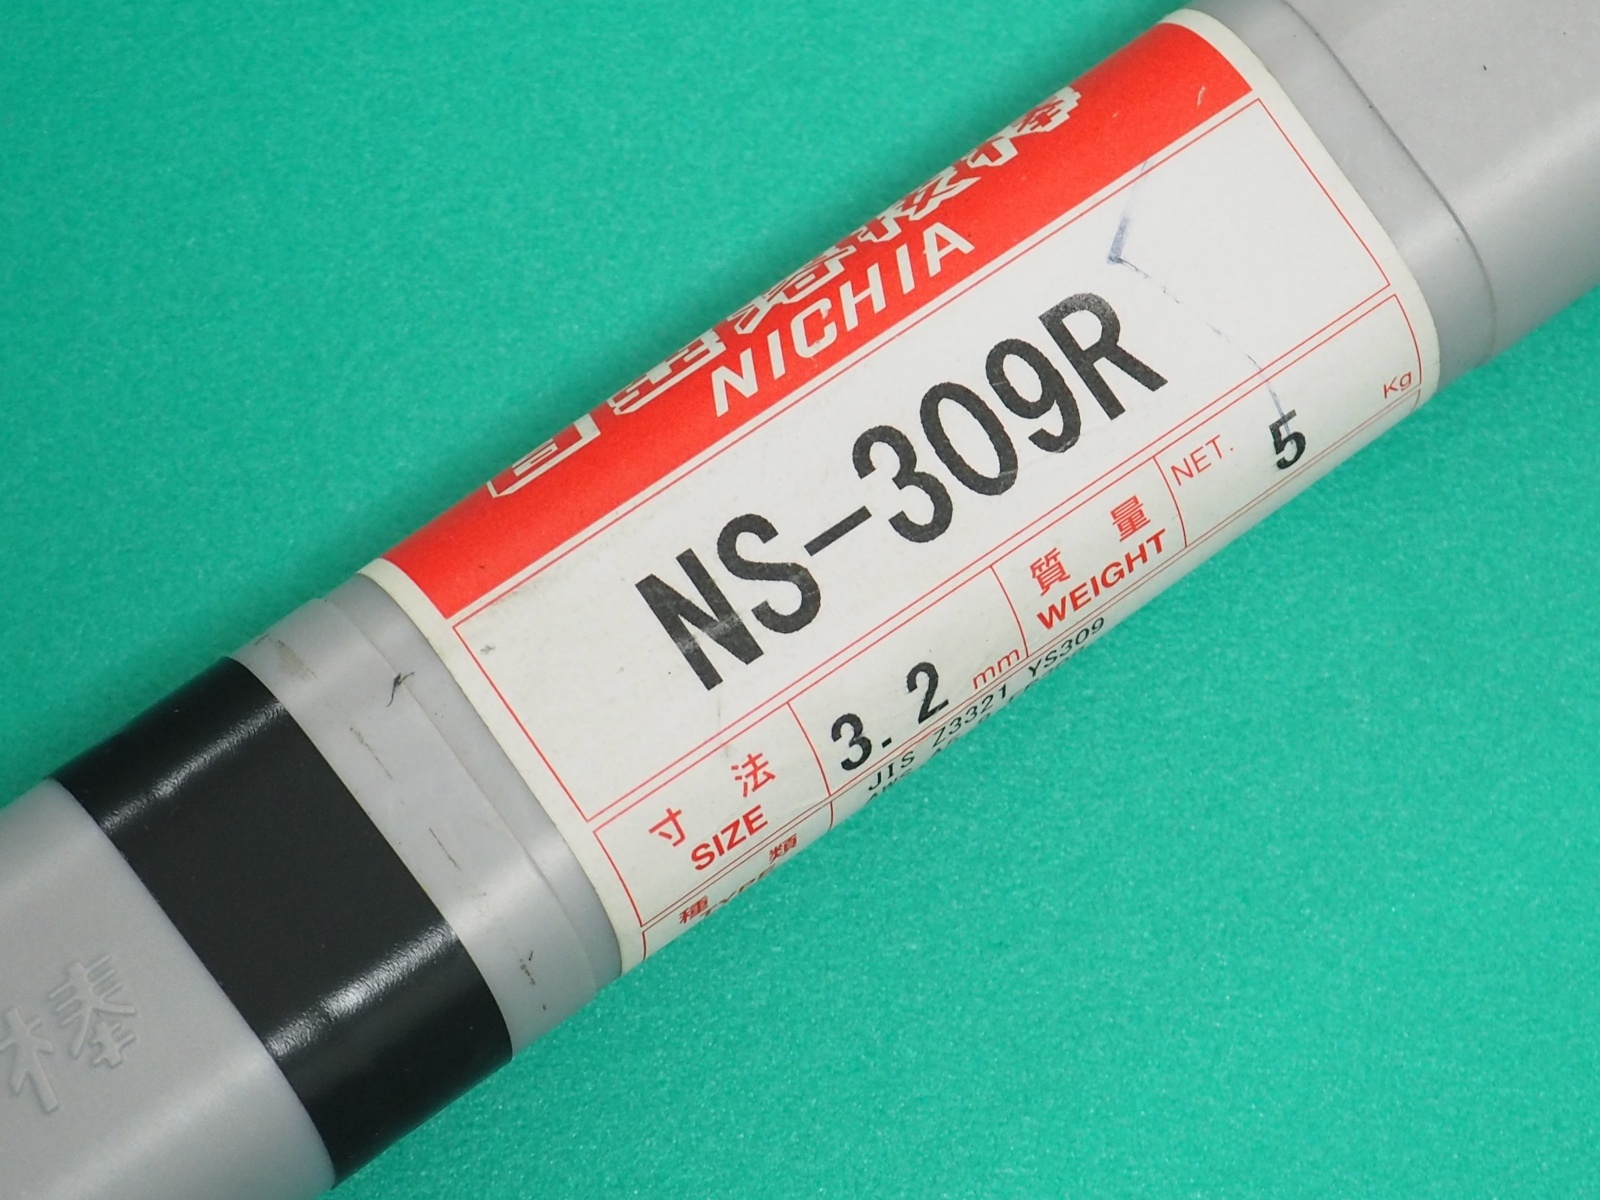 NICHIA
NS-309R
寸 法
SIZE
3.2 mm
質 量
WEIGHT
NET. 5 Kg
種 類
TYPE
JIS Z3321 YS309
棒